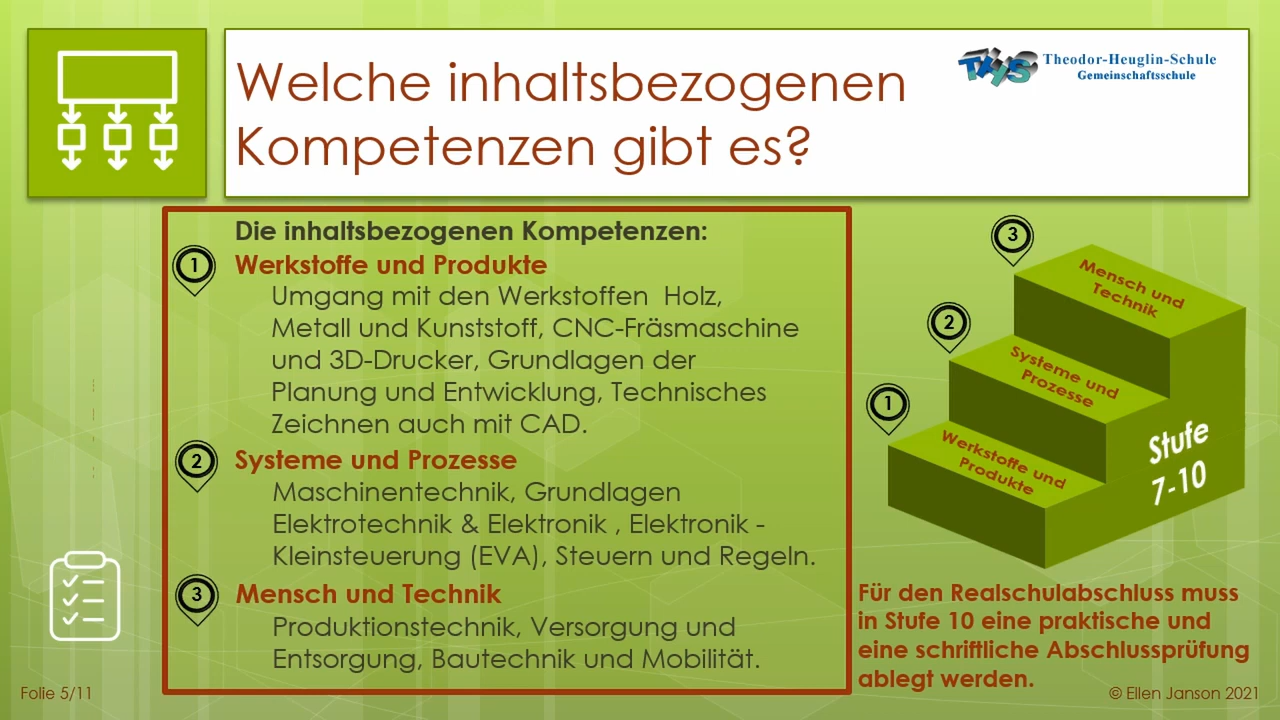 Welche inhaltsbezogenen
Kompetenzen gibt es?
THS
Theodor-Heuglin-Schule
Gemeinschaftsschule
Die inhaltsbezogenen Kompetenzen:
1
Werkstoffe und Produkte
Umgang mit den Werkstoffen Holz,
Metall und Kunststoff, CNC-Fräsmaschine
und 3D-Drucker, Grundlagen der
Planung und Entwicklung, Technisches
Zeichnen auch mit CAD.
2
Systeme und Prozesse
Maschinentechnik, Grundlagen
Elektrotechnik & Elektronik , Elektronik -
Kleinsteuerung (EVA), Steuern und Regeln.
3
Mensch und Technik
Produktionstechnik, Versorgung und
Entsorgung, Bautechnik und Mobilität.
3
Mensch und
Technik
2
Systeme und
Prozesse
1
Werkstoffe und
Produkte
Stufe
7-10
Für den Realschulabschluss muss
in Stufe 10 eine praktische und
eine schriftliche Abschlussprüfung
ablegt werden.
Folie 5/11
© Ellen Janson 2021